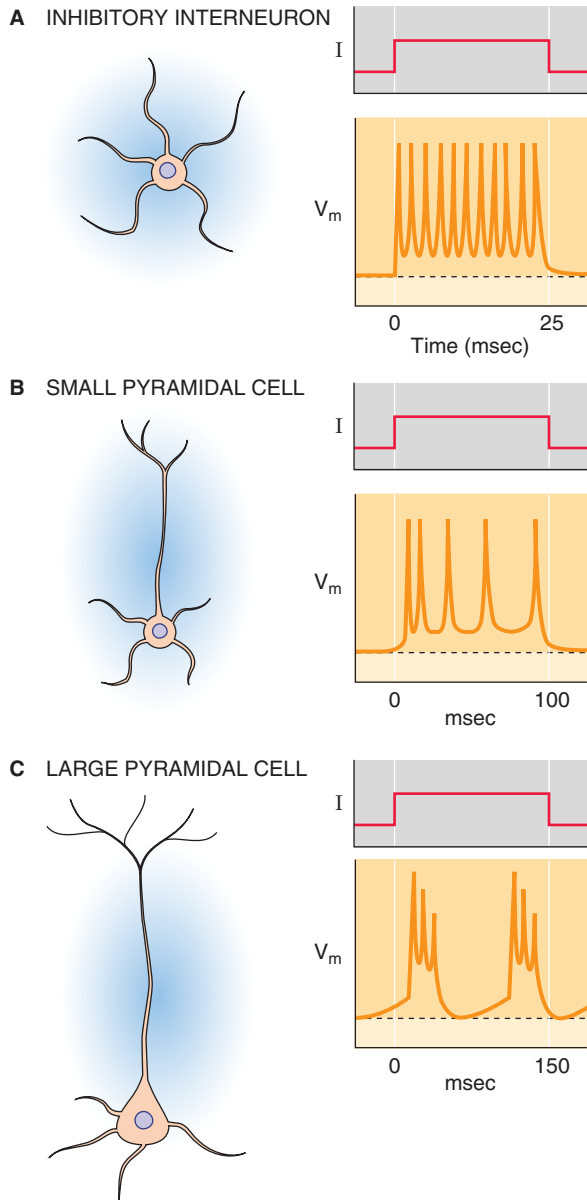 A INHIBITORY INTERNEURON
I
Vm
0 25
Time (msec)
B SMALL PYRAMIDAL CELL
I
Vm
0 100
msec
C LARGE PYRAMIDAL CELL
I
Vm
0 150
msec